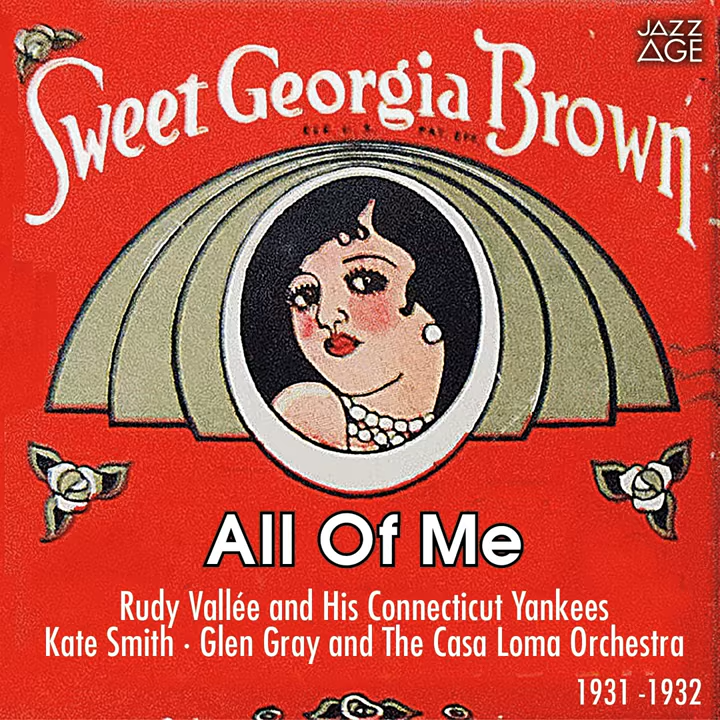 JAZZ
AGE
Sweet Georgia Brown
All Of Me
Rudy Vallée and His Connecticut Yankees
Kate Smith · Glen Gray and The Casa Loma Orchestra
1931 -1932